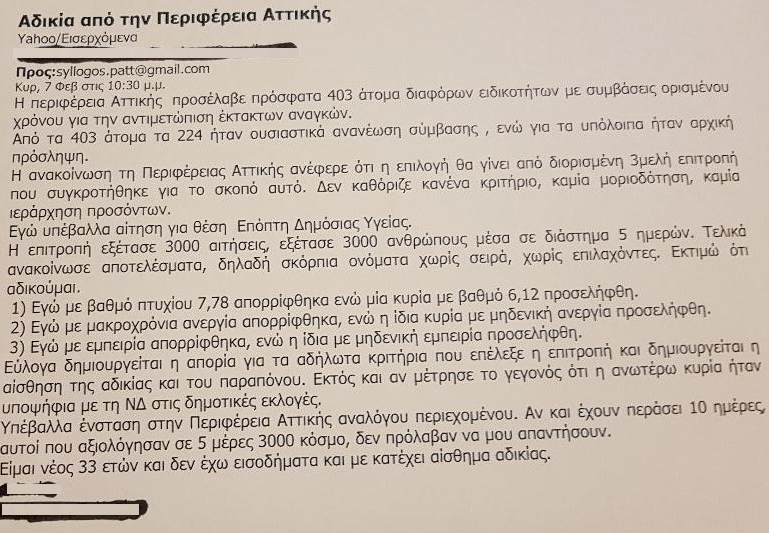 Αδικία από την Περιφέρεια Αττικής
Yahoo/Εισερχόμενα
Προς:syllogos.patt@gmail.com
Κυρ, 7 Φεβ στις 10:30 μ.μ.
Η περιφέρεια Αττικής προσέλαβε πρόσφατα 403 άτομα διαφόρων ειδικοτήτων με συμβάσεις ορισμένου
χρόνου για την αντιμετώπιση έκτακτων αναγκών.
Από τα 403 άτομα τα 224 ήταν ουσιαστικά ανανέωση σύμβασης , ενώ για τα υπόλοιπα ήταν αρχική
πρόσληψη.
Η ανακοίνωση τη Περιφέρειας Αττικής ανέφερε ότι η επιλογή θα γίνει από διορισμένη 3μελή επιτροπή
που συγκροτήθηκε για το σκοπό αυτό. Δεν καθόριζε κανένα κριτήριο, καμία μοριοδότηση, καμία
ιεράρχηση προσόντων.
Εγώ υπέβαλλα αίτηση για θέση Επόπτη Δημόσιας Υγείας.
Η επιτροπή εξέτασε 3000 αιτήσεις, εξέτασε 3000 ανθρώπους μέσα σε διάστημα 5 ημερών. Τελικά
ανακοίνωσε αποτελέσματα, δηλαδή σκόρπια ονόματα χωρίς σειρά, χωρίς επιλαχόντες. Εκτιμώ ότι
αδικούμαι.
1) Εγώ με βαθμό πτυχίου 7,78 απορρίφθηκα ενώ μία κυρία με βαθμό 6,12 προσελήφθη.
2) Εγώ με μακροχρόνια ανεργία απορρίφθηκα, ενώ η ίδια κυρία με μηδενική ανεργία προσελήφθη.
3) Εγώ με εμπειρία απορρίφθηκα, ενώ η ίδια με μηδενική εμπειρία προσελήφθη.
Εύλογα δημιουργείται η απορία για τα αδήλωτα κριτήρια που επέλεξε η επιτροπή και δημιουργείται η
αίσθηση της αδικίας και του παραπόνου. Εκτός και αν μέτρησε το γεγονός ότι η ανωτέρω κυρία ήταν
υποψήφια με τη ΝΔ στις δημοτικές εκλογές.
Υπέβαλλα ένσταση στην Περιφέρεια Αττικής αναλόγου περιεχομένου. Αν και έχουν περάσει 10 ημέρες,
αυτοί που αξιολόγησαν σε 5 μέρες 3000 κόσμο, δεν πρόλαβαν να μου απαντήσουν.
Είμαι νέος 33 ετών και δεν έχω εισοδήματα και με κατέχει αίσθημα αδικίας.